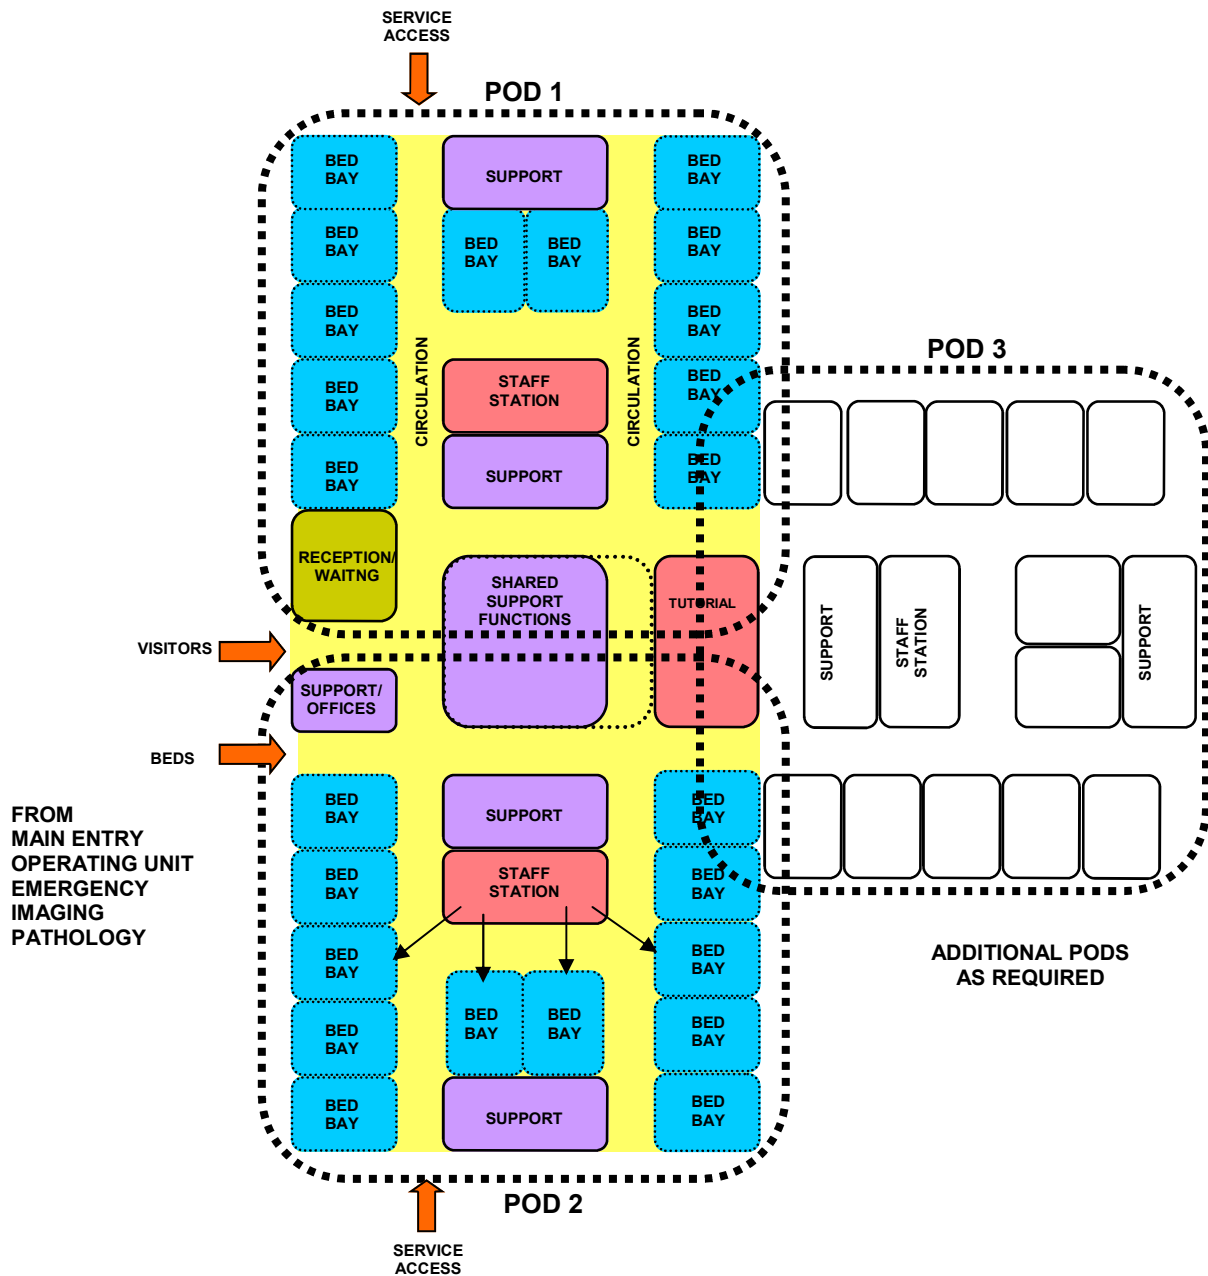 SERVICE
ACCESS
POD 1
BED
BAY
SUPPORT
BED
BAY
BED
BAY
BED
BAY
BED
BAY
BED
BAY
BED
BAY
BED
BAY
CIRCULATION
CIRCULATION
BED
BAY
STAFF
STATION
BED
BAY
BED
BAY
SUPPORT
BED
BAY
RECEPTION/
WAITNG
SHARED
SUPPORT
FUNCTIONS
TUTORIAL
VISITORS
SUPPORT/
OFFICES
BEDS
POD 3
SUPPORT
STAFF
STATION
SUPPORT
BED
BAY
SUPPORT
BED
BAY
BED
BAY
STAFF
STATION
BED
BAY
BED
BAY
BED
BAY
BED
BAY
BED
BAY
BED
BAY
BED
BAY
BED
BAY
SUPPORT
BED
BAY
FROM
MAIN ENTRY
OPERATING UNIT
EMERGENCY
IMAGING
PATHOLOGY
ADDITIONAL PODS
AS REQUIRED
POD 2
SERVICE
ACCESS